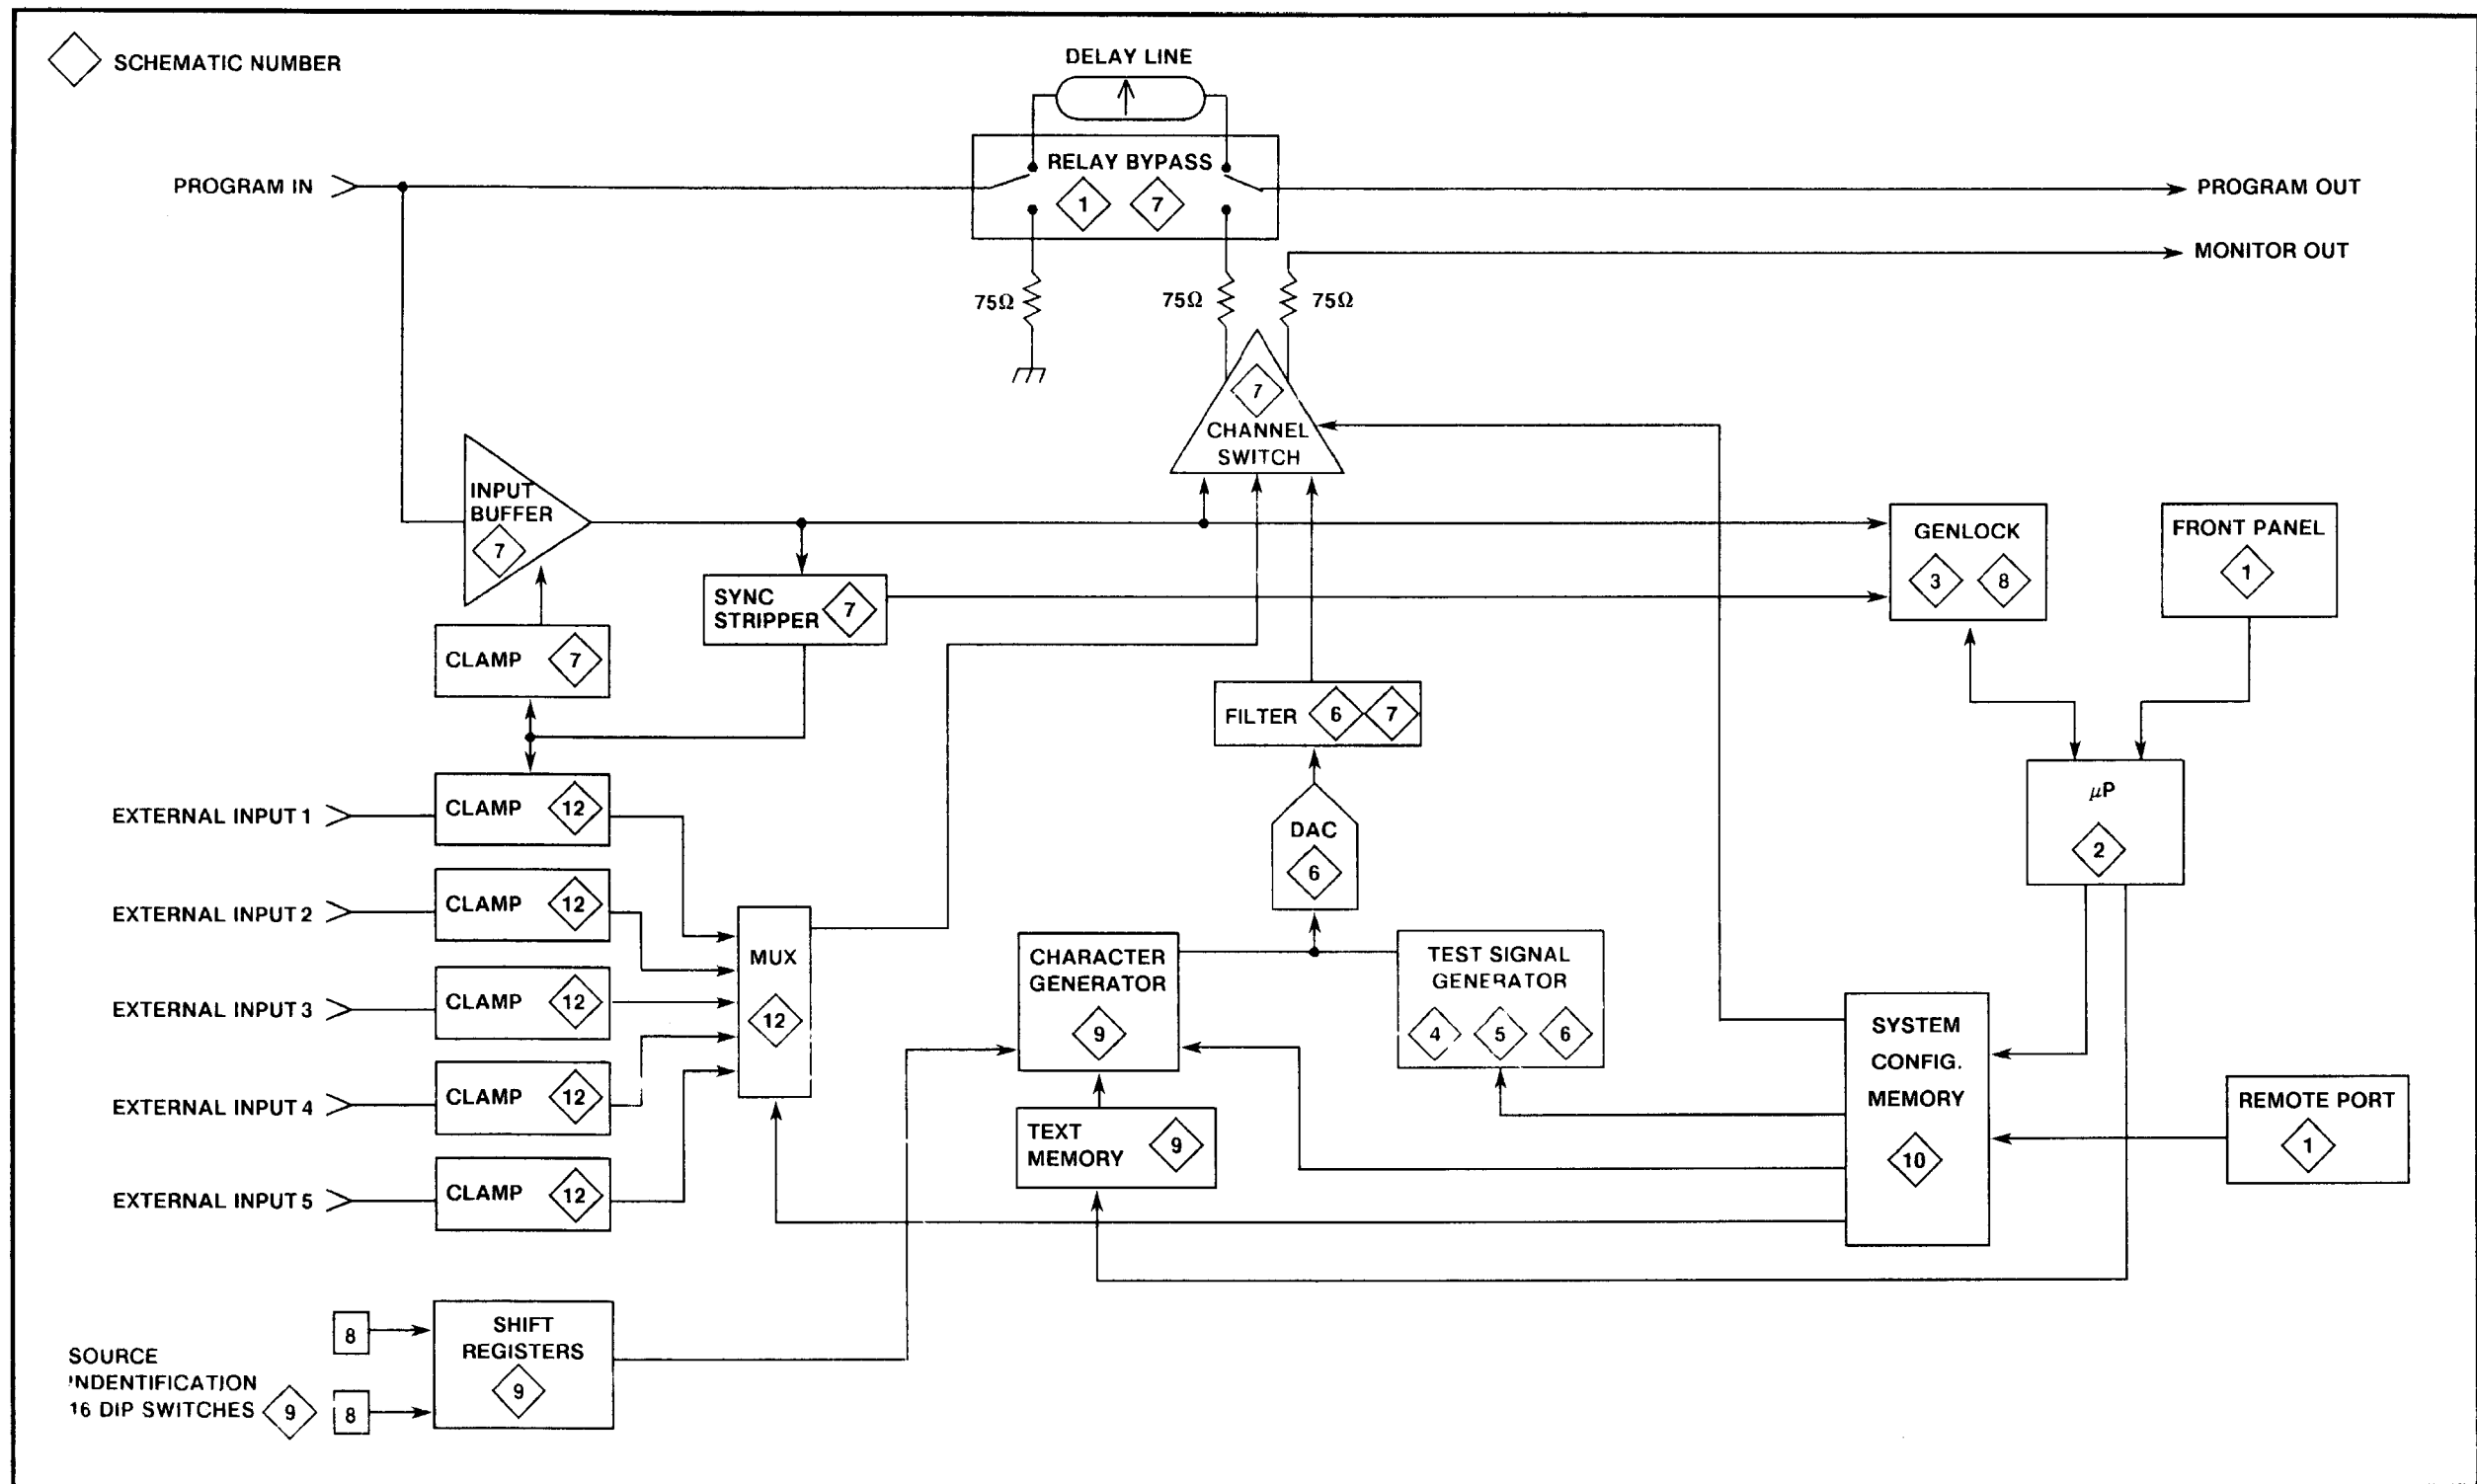 SCHEMATIC NUMBER
DELAY LINE
PROGRAM IN
RELAY BYPASS
1 7
PROGRAM OUT
MONITOR OUT
75Ω
75Ω
75Ω
7
CHANNEL
SWITCH
INPUT
BUFFER
7
SYNC
STRIPPER
7
GENLOCK
3 8
FRONT PANEL
1
CLAMP 7
FILTER 6 7
μP
2
EXTERNAL INPUT 1
CLAMP 12
DAC
6
EXTERNAL INPUT 2
CLAMP 12
EXTERNAL INPUT 3
CLAMP 12
EXTERNAL INPUT 4
CLAMP 12
EXTERNAL INPUT 5
CLAMP 12
MUX
12
CHARACTER
GENERATOR
9
TEST SIGNAL
GENERATOR
4 5 6
TEXT
MEMORY
9
SYSTEM
CONFIG.
MEMORY
10
REMOTE PORT
1
SOURCE
INDENTIFICATION
16 DIP SWITCHES
9
8
8
SHIFT
REGISTERS
9